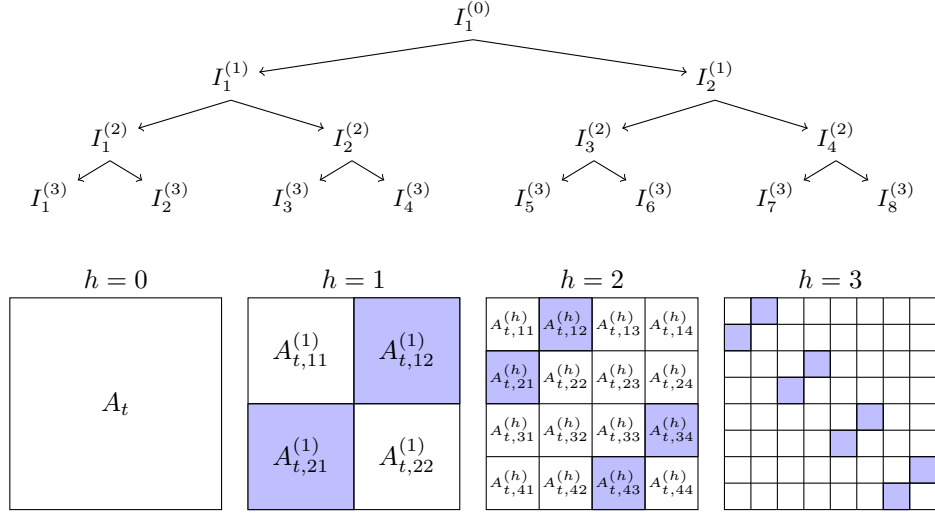 I_1^{(0)}
I_1^{(1)} I_2^{(1)}
I_1^{(2)} I_2^{(2)} I_3^{(2)} I_4^{(2)}
I_1^{(3)} I_2^{(3)} I_3^{(3)} I_4^{(3)} I_5^{(3)} I_6^{(3)} I_7^{(3)} I_8^{(3)}
h = 0
A_t
h = 1
A_{t,11}^{(1)} A_{t,12}^{(1)}
A_{t,21}^{(1)} A_{t,22}^{(1)}
h = 2
A_{t,11}^{(h)} A_{t,12}^{(h)} A_{t,13}^{(h)} A_{t,14}^{(h)}
A_{t,21}^{(h)} A_{t,22}^{(h)} A_{t,23}^{(h)} A_{t,24}^{(h)}
A_{t,31}^{(h)} A_{t,32}^{(h)} A_{t,33}^{(h)} A_{t,34}^{(h)}
A_{t,41}^{(h)} A_{t,42}^{(h)} A_{t,43}^{(h)} A_{t,44}^{(h)}
h = 3